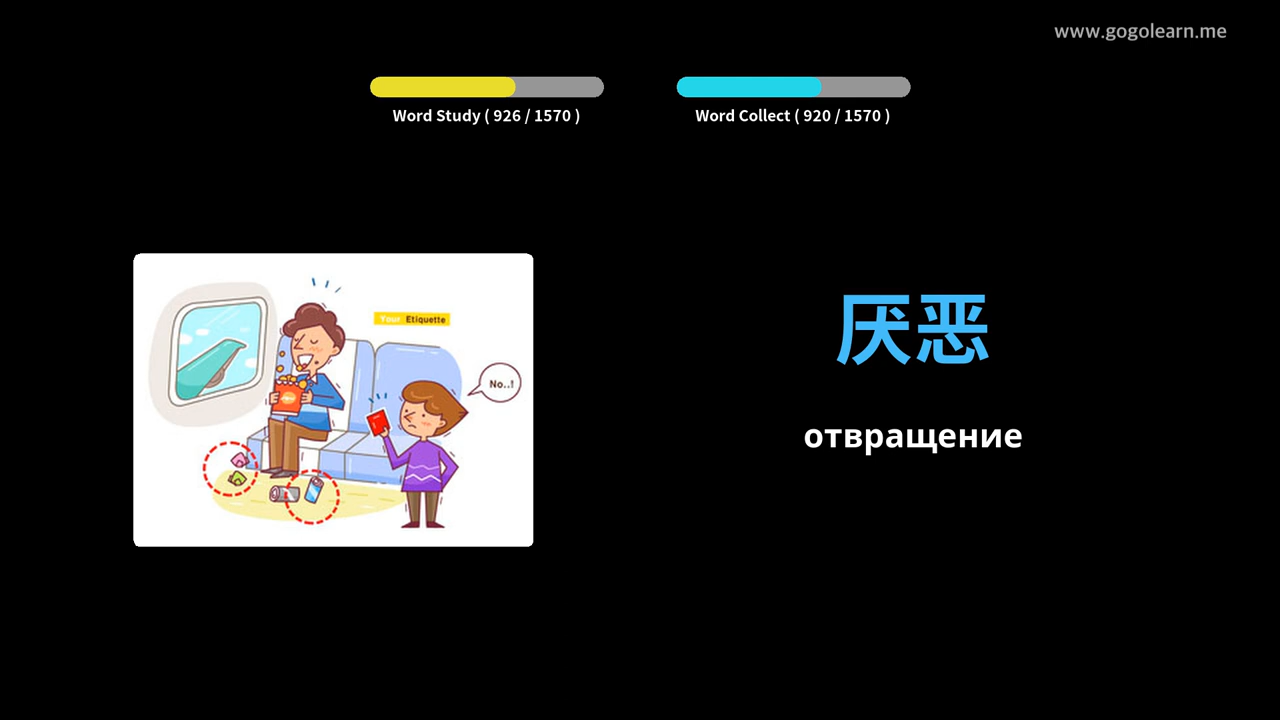 www.gogolearn.me
Word Study ( 926 / 1570 )
Word Collect ( 920 / 1570 )
Your Etiquette
No..!
厌恶
отвращение